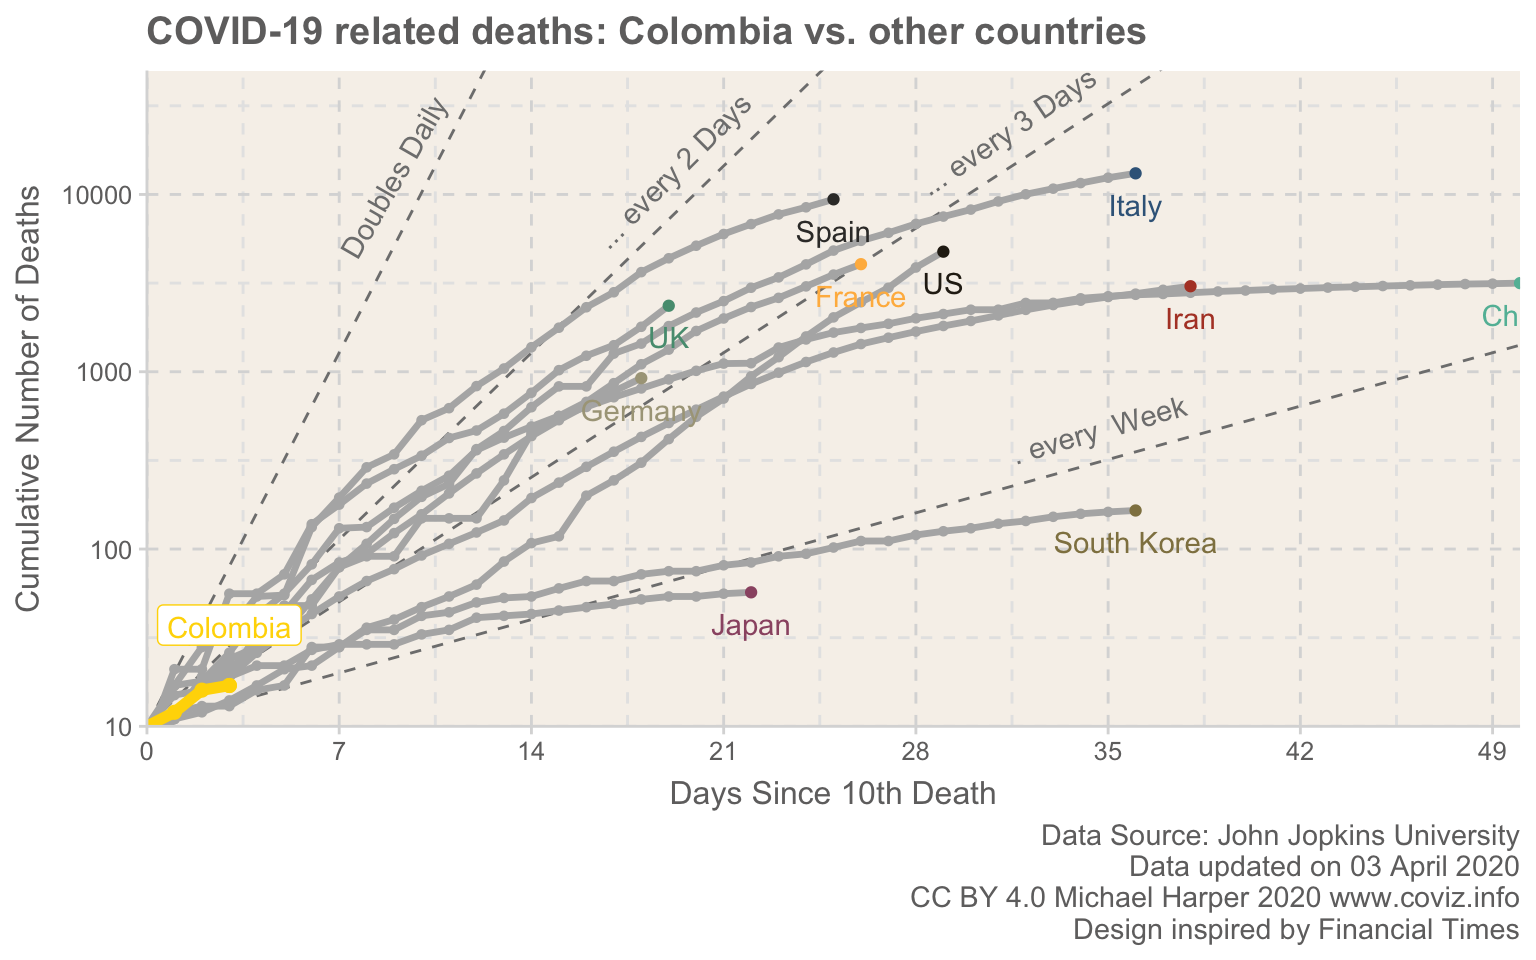 COVID-19 related deaths: Colombia vs. other countries
Cumulative Number of Deaths
10000
1000
100
10
Doubles Daily
... every 2 Days
... every 3 Days
. every Week
Spain
Italy
US
France
UK
Iran
Ch
Germany
South Korea
Japan
Colombia
0 7 14 21 28 35 42 49
Days Since 10th Death
Data Source: John Jopkins University
Data updated on 03 April 2020
CC BY 4.0 Michael Harper 2020 www.coviz.info
Design inspired by Financial Times